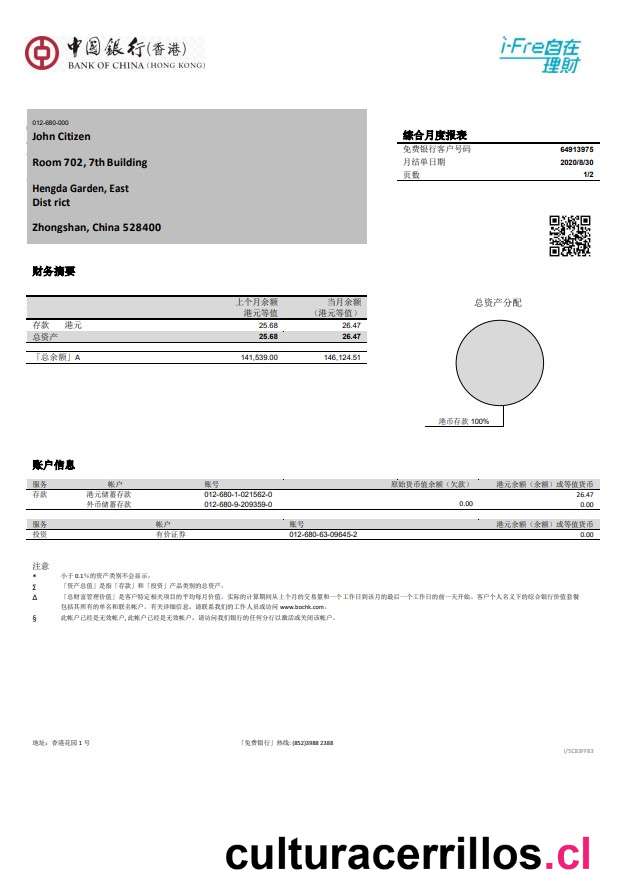 中國銀行(香港)
BANK OF CHINA (HONG KONG)
i-Fre自在
理財
012-680-000
John Citizen
Room 702, 7th Building
Hengda Garden, East
Dist rict
Zhongshan, China 528400
綜合月度报表
免费银行客户号码 64913975
月结单日期 2020/8/30
页数 1/2
财务摘要
上个月余额 当月余额
港元等值 （港元等值）
存款 港元 25.68 26.47
总资产 25.68 26.47
「总余额」A 141,539.00 146,124.51
总资产分配
港币存款 100%
账户信息
服务 帐户 账号 原始货币值余额（欠款） 港元余额（余额）或等值货币
存款 港元储蓄存款 012-680-1-021562-0 26.47
外币储蓄存款 012-680-9-209359-0 0.00 0.00
服务 帐户 账号 港元余额（余额）或等值货币
投资 有价证券 012-680-63-09645-2 0.00
注意
* 小于 0.1%的资产类别不会显示。
Σ 「资产总值」是指「存款」和「投资」产品类别的总资产。
Δ 「总财富管理价值」是客户特定相关项目的平均每月价值。实际的计算期间从上个月的交易量和一个工作日到该月的最后一个工作日的前一天开始。客户个人名义下的综合银行价值套餐
包括其所有的单名和联名帐户。有关详细信息，请联系我们的工作人员或访问 www.bochk.com。
§ 此帐户已经是无效帐户, 此帐户已经是无效帐户。请访问我们银行的任何分行以激活或关闭该帐户。
地址：香港花园 1 号 「免费银行」热线: (852)3988 2388
culturacerrillos.cl